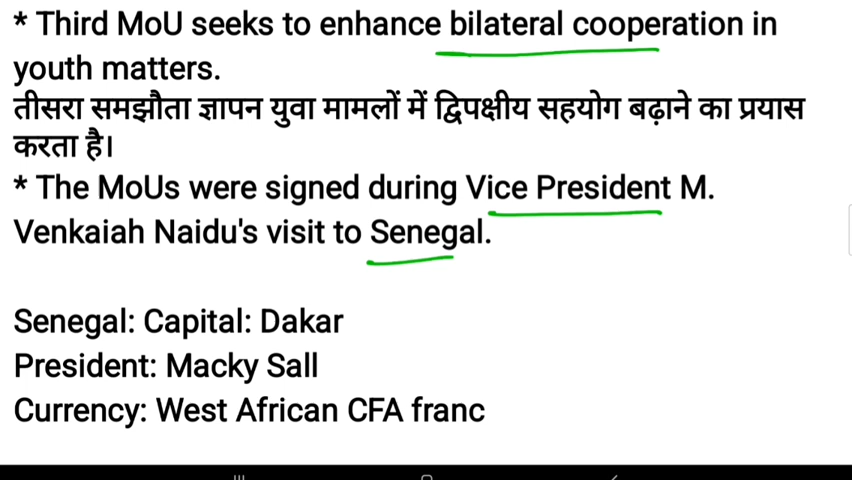 * Third MoU seeks to enhance bilateral cooperation in
youth matters.
तीसरा समझौता ज्ञापन युवा मामलों में द्विपक्षीय सहयोग बढ़ाने का प्रयास
करता है।
* The MoUs were signed during Vice President M.
Venkaiah Naidu's visit to Senegal.
Senegal: Capital: Dakar
President: Macky Sall
Currency: West African CFA franc